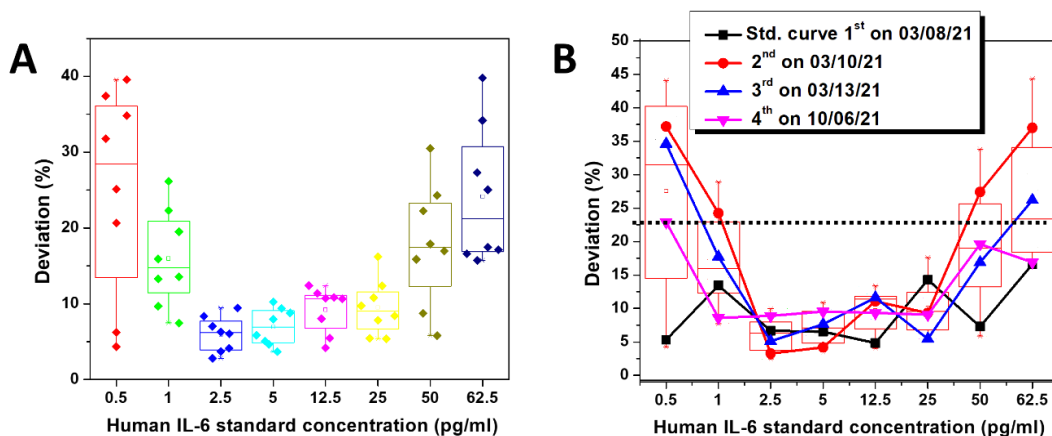 A
Deviation (%)
40
30
20
10
0
0.5 1 2.5 5 12.5 25 50 62.5
Human IL-6 standard concentration (pg/ml)
B
Std. curve 1st on 03/08/21
2nd on 03/10/21
3rd on 03/13/21
4th on 10/06/21
Deviation (%)
50
45
40
35
30
25
20
15
10
5
0
0.5 1 2.5 5 12.5 25 50 62.5
Human IL-6 standard concentration (pg/ml)